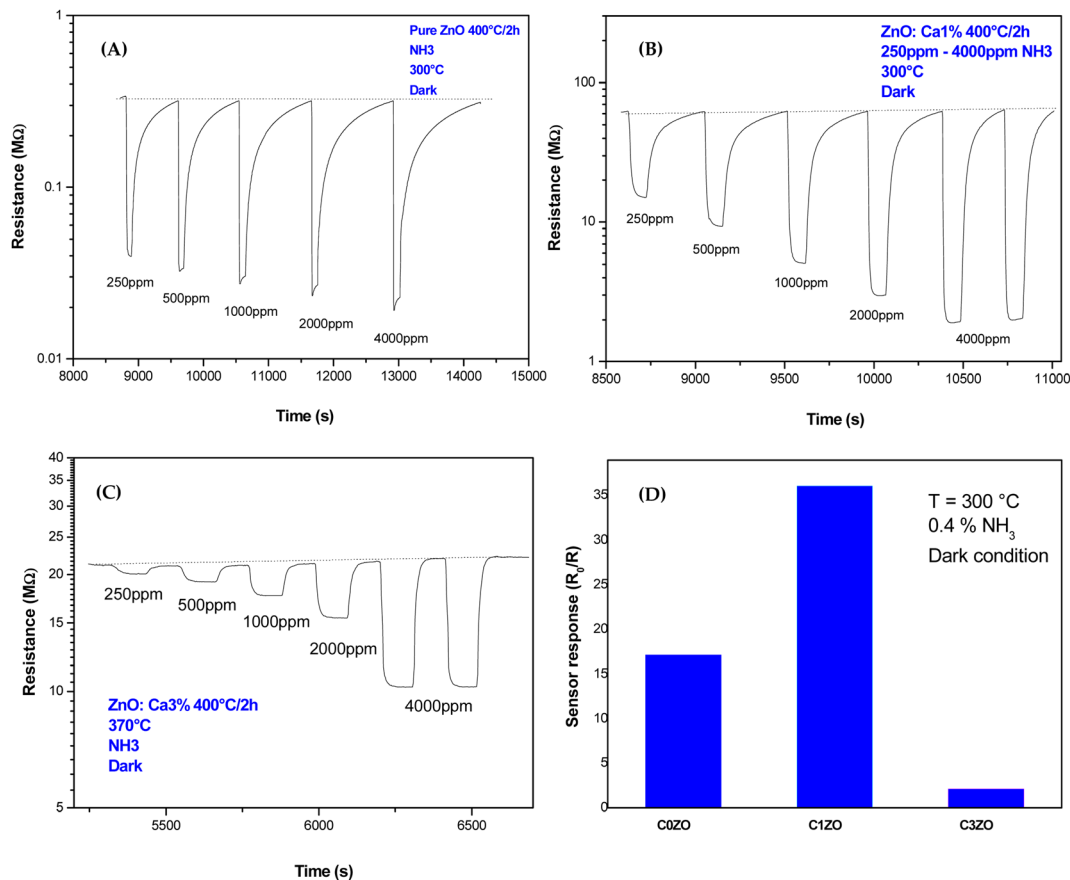 (A)
Pure ZnO 400°C/2h
NH3
300°C
Dark
Resistance (MΩ)
1
0.1
0.01
250ppm
500ppm
1000ppm
2000ppm
4000ppm
8000 9000 10000 11000 12000 13000 14000 15000
Time (s)
(B)
ZnO: Ca1% 400°C/2h
250ppm - 4000ppm NH3
300°C
Dark
Resistance (MΩ)
100
10
1
250ppm
500ppm
1000ppm
2000ppm
4000ppm
8500 9000 9500 10000 10500 11000
Time (s)
(C)
Resistance (MΩ)
40
35
30
25
20
15
10
5
250ppm
500ppm
1000ppm
2000ppm
4000ppm
ZnO: Ca3% 400°C/2h
370°C
NH3
Dark
5500 6000 6500
Time (s)
(D)
T = 300 °C
0.4 % NH₃
Dark condition
Sensor response (R₀/R)
35
30
25
20
15
10
5
0
C0ZO C1ZO C3ZO